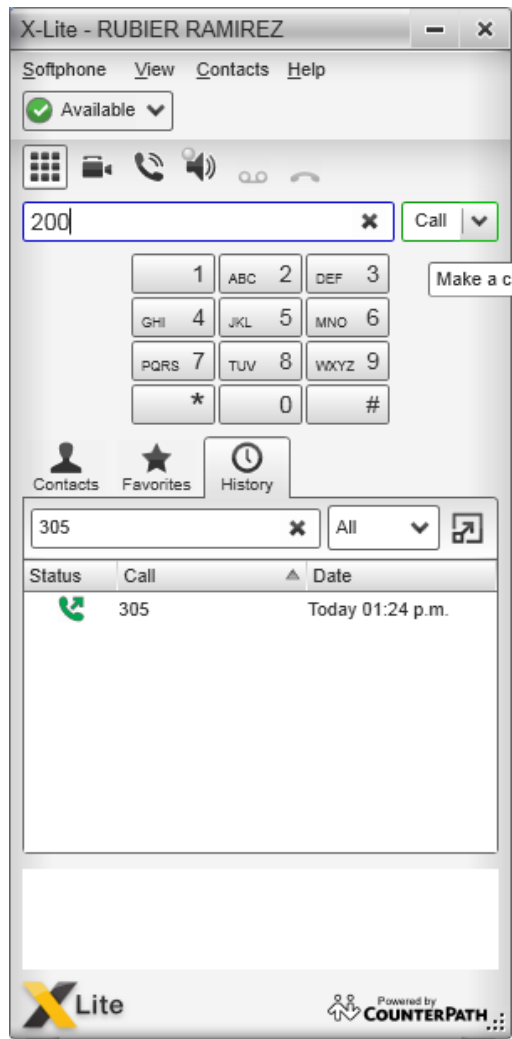 X-Lite - RUBIER RAMIREZ
Softphone View Contacts Help
Available
200 Call
Make a c
1 ABC 2 DEF 3
GHI 4 JKL 5 MNO 6
PQRS 7 TUV 8 WXYZ 9
* 0 #
Contacts Favorites History
305 All
Status Call Date
305 Today 01:24 p.m.
X Lite
Powered by
COUNTERPATH